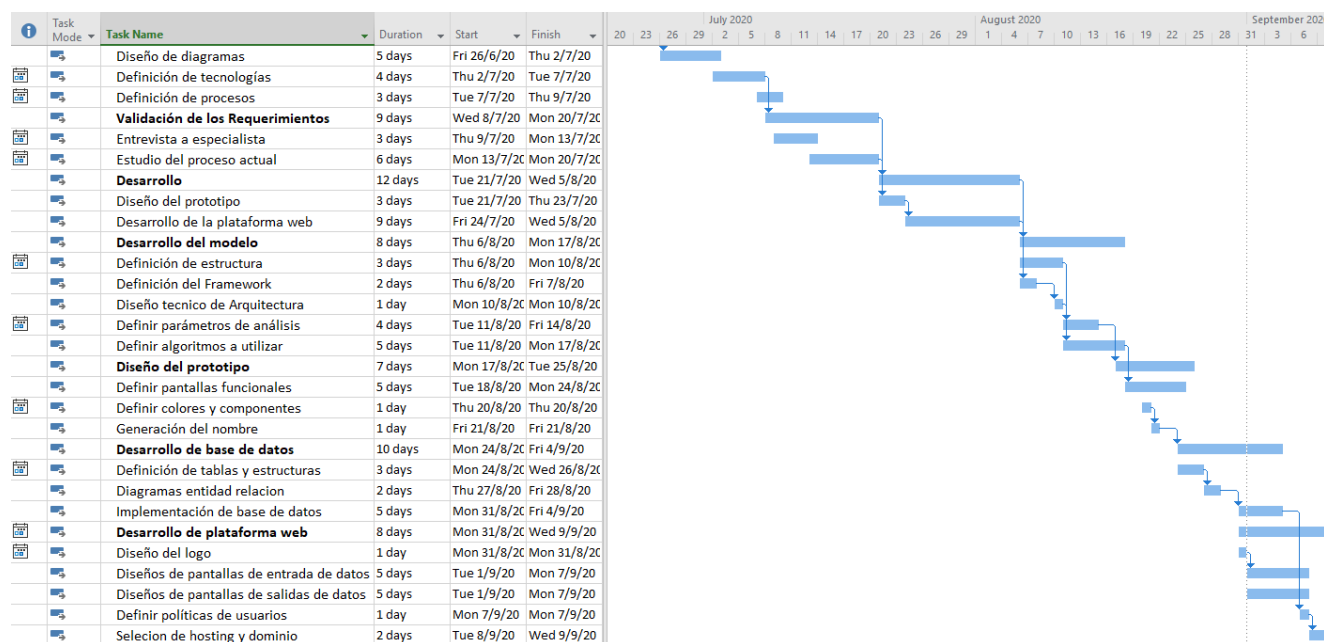 July 2020 August 2020 September 202
Task Mode Task Name Duration Start Finish 20 23 26 29 2 5 8 11 14 17 20 23 26 29 1 4 7 10 13 16 19 22 25 28 31 3 6
Diseño de diagramas 5 days Fri 26/6/20 Thu 2/7/20
Definición de tecnologías 4 days Thu 2/7/20 Tue 7/7/20
Definición de procesos 3 days Tue 7/7/20 Thu 9/7/20
Validación de los Requerimientos 9 days Wed 8/7/20 Mon 20/7/20
Entrevista a especialista 3 days Thu 9/7/20 Mon 13/7/20
Estudio del proceso actual 6 days Mon 13/7/20 Mon 20/7/20
Desarrollo 12 days Tue 21/7/20 Wed 5/8/20
Diseño del prototipo 3 days Tue 21/7/20 Thu 23/7/20
Desarrollo de la plataforma web 9 days Fri 24/7/20 Wed 5/8/20
Desarrollo del modelo 8 days Thu 6/8/20 Mon 17/8/20
Definición de estructura 3 days Thu 6/8/20 Mon 10/8/20
Definición del Framework 2 days Thu 6/8/20 Fri 7/8/20
Diseño tecnico de Arquitectura 1 day Mon 10/8/20 Mon 10/8/20
Definir parámetros de análisis 4 days Tue 11/8/20 Fri 14/8/20
Definir algoritmos a utilizar 5 days Tue 11/8/20 Mon 17/8/20
Diseño del prototipo 7 days Mon 17/8/20 Tue 25/8/20
Definir pantallas funcionales 5 days Tue 18/8/20 Mon 24/8/20
Definir colores y componentes 1 day Thu 20/8/20 Thu 20/8/20
Generación del nombre 1 day Fri 21/8/20 Fri 21/8/20
Desarrollo de base de datos 10 days Mon 24/8/20 Fri 4/9/20
Definición de tablas y estructuras 3 days Mon 24/8/20 Wed 26/8/20
Diagramas entidad relacion 2 days Thu 27/8/20 Fri 28/8/20
Implementación de base de datos 5 days Mon 31/8/20 Fri 4/9/20
Desarrollo de plataforma web 8 days Mon 31/8/20 Wed 9/9/20
Diseño del logo 1 day Mon 31/8/20 Mon 31/8/20
Diseños de pantallas de entrada de datos 5 days Tue 1/9/20 Mon 7/9/20
Diseños de pantallas de salidas de datos 5 days Tue 1/9/20 Mon 7/9/20
Definir políticas de usuarios 1 day Mon 7/9/20 Mon 7/9/20
Selecion de hosting y dominio 2 days Tue 8/9/20 Wed 9/9/20